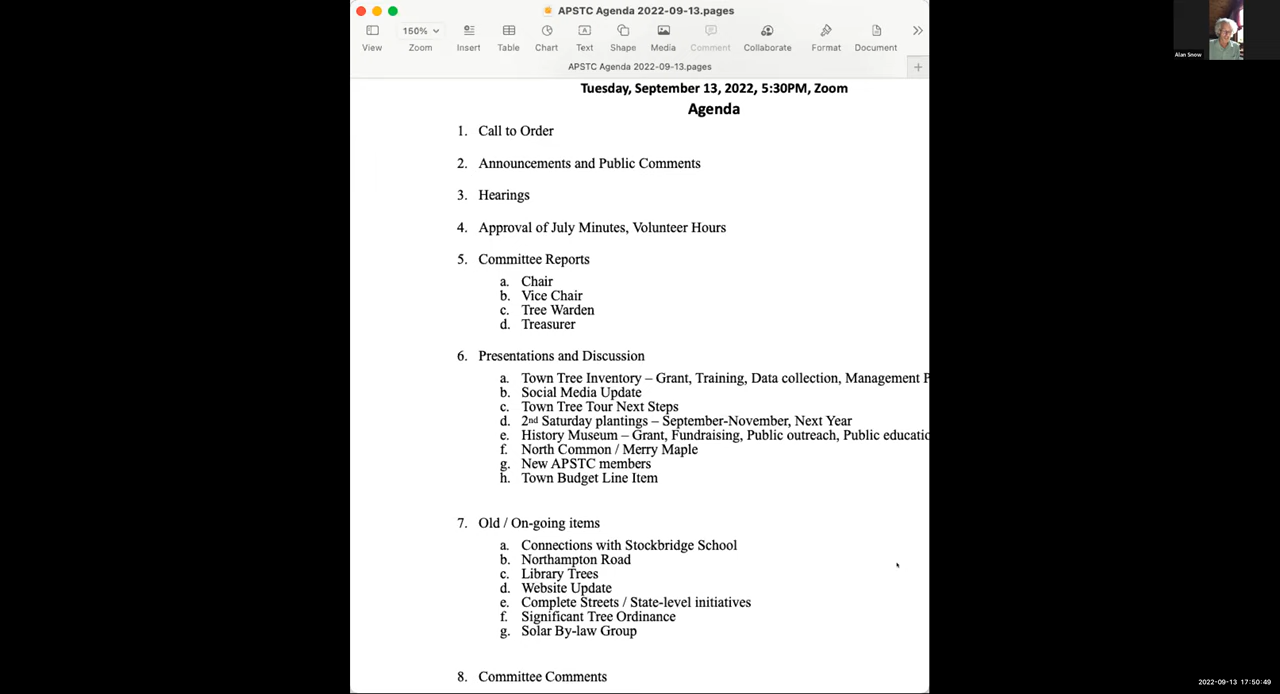 APSTC Agenda 2022-09-13.pages
150%
View
Zoom
Insert
Table
Chart
Text
Shape
Media
Comment
Collaborate
Format
Document
APSTC Agenda 2022-09-13.pages
Alan Snow
Tuesday, September 13, 2022, 5:30PM, Zoom
Agenda
1. Call to Order
2. Announcements and Public Comments
3. Hearings
4. Approval of July Minutes, Volunteer Hours
5. Committee Reports
a. Chair
b. Vice Chair
c. Tree Warden
d. Treasurer
6. Presentations and Discussion
a. Town Tree Inventory – Grant, Training, Data collection, Management
b. Social Media Update
c. Town Tree Tour Next Steps
d. 2nd Saturday plantings – September-November, Next Year
e. History Museum – Grant, Fundraising, Public outreach, Public educatio
f. North Common / Merry Maple
g. New APSTC members
h. Town Budget Line Item
7. Old / On-going items
a. Connections with Stockbridge School
b. Northampton Road
c. Library Trees
d. Website Update
e. Complete Streets / State-level initiatives
f. Significant Tree Ordinance
g. Solar By-law Group
8. Committee Comments
2022-09-13 17:50:49